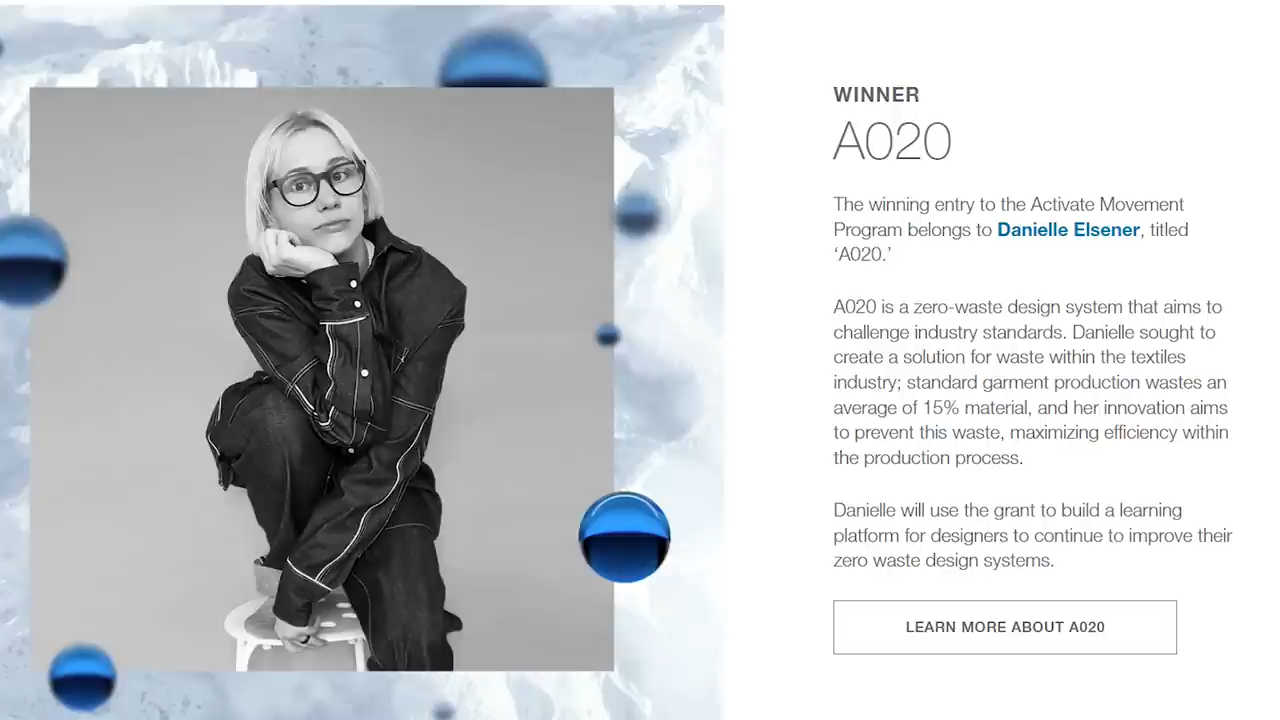 WINNER
A020
The winning entry to the Activate Movement
Program belongs to Danielle Elsener, titled
‘A020.’
A020 is a zero-waste design system that aims to
challenge industry standards. Danielle sought to
create a solution for waste within the textiles
industry; standard garment production wastes an
average of 15% material, and her innovation aims
to prevent this waste, maximizing efficiency within
the production process.
Danielle will use the grant to build a learning
platform for designers to continue to improve their
zero waste design systems.
LEARN MORE ABOUT A020